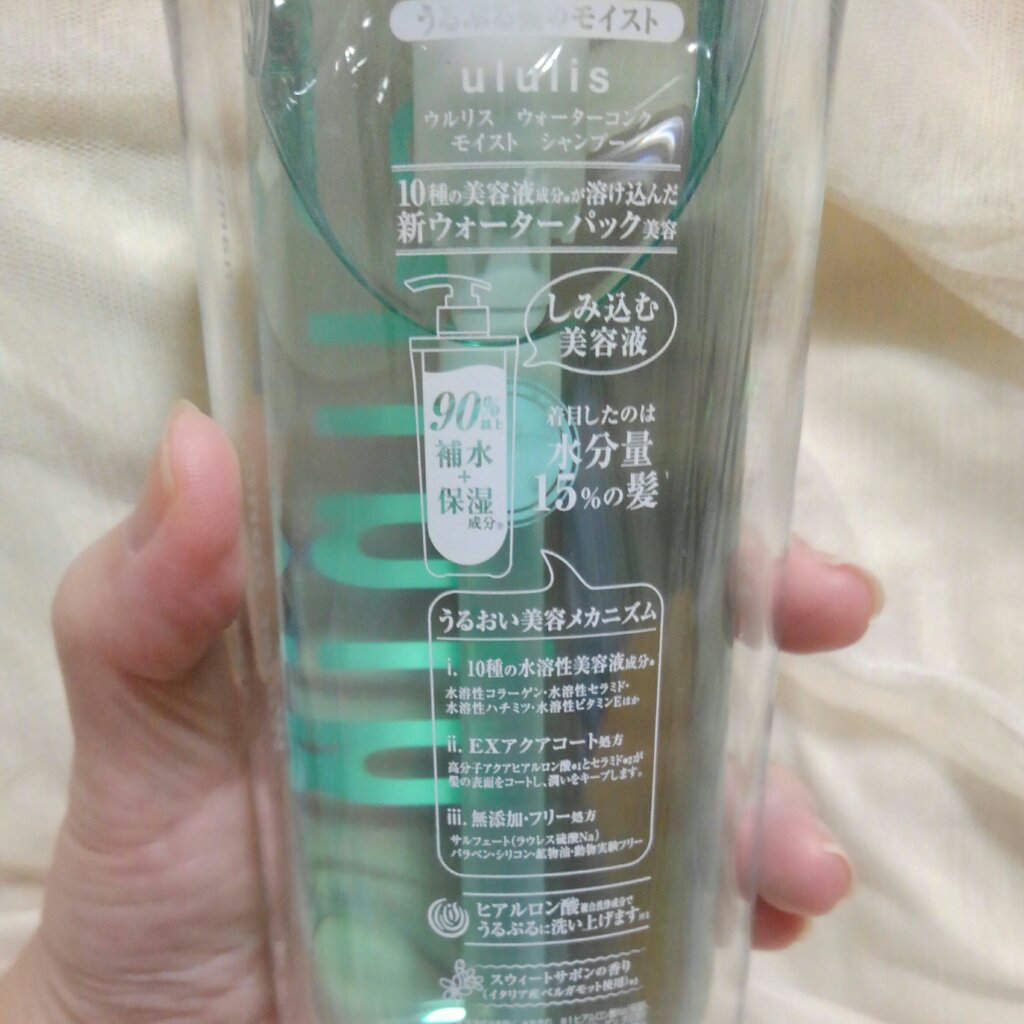 うるぷる髪のモイスト
ululis
ウルリス ウォーターコンク
モイスト シャンプー
10種の美容液成分※が溶け込んだ
新ウォーターパック美容
しみ込む
美容液
90%以上
補水
+
保湿
成分※
着目したのは
水分量
15%の髪
うるおい美容メカニズム
i. 10種の水溶性美容液成分※
水溶性コラーゲン・水溶性セラミド・
水溶性ハチミツ・水溶性ビタミンEほか
ii. EXアクアコート処方
高分子アクアヒアルロン酸※1とセラミド※2が
髪の表面をコートし、潤いをキープします。
iii. 無添加・フリー処方
サルフェート(ラウレス硫酸Na)
パラベン・シリコン・鉱物油・動物実験フリー
ヒアルロン酸複合洗浄成分で
うるぷるに洗い上げます
スウィートサボンの香り
(イタリア産ベルガモット使用)